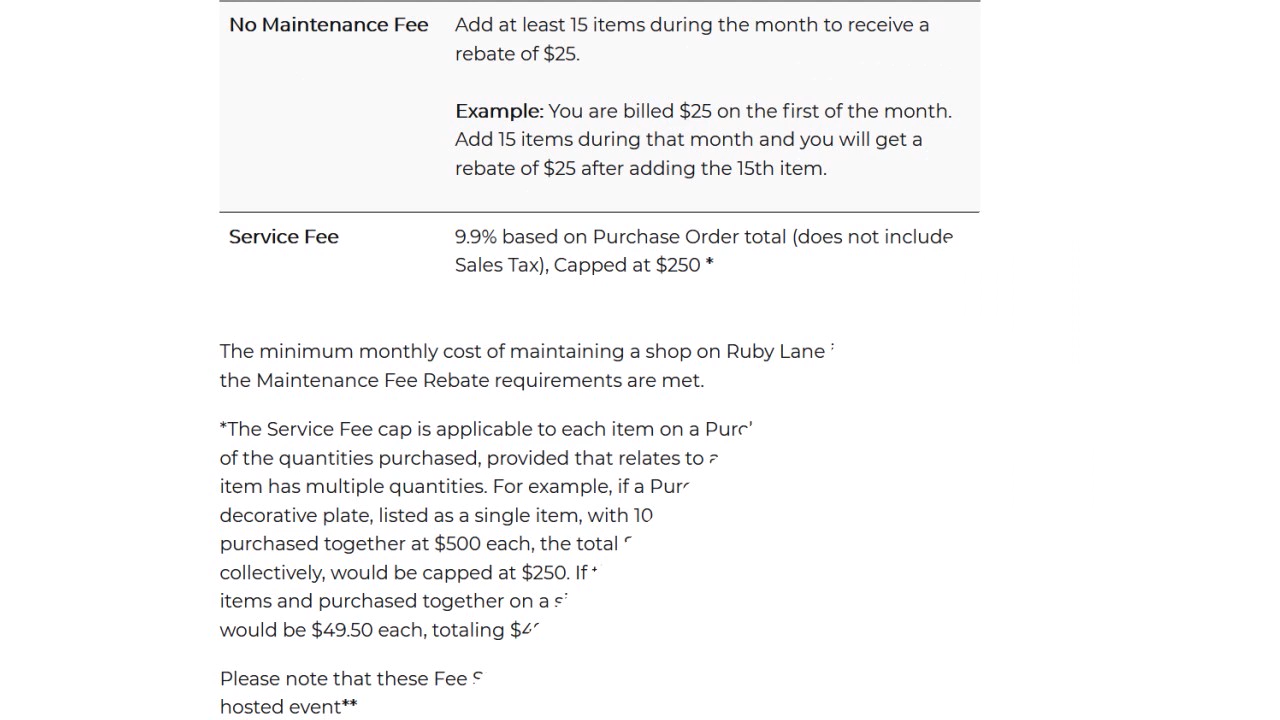 No Maintenance Fee
Add at least 15 items during the month to receive a
rebate of $25.
Example: You are billed $25 on the first of the month.
Add 15 items during that month and you will get a
rebate of $25 after adding the 15th item.
Service Fee
9.9% based on Purchase Order total (does not include
Sales Tax), Capped at $250 *
The minimum monthly cost of maintaining a shop on Ruby Lane
the Maintenance Fee Rebate requirements are met.
*The Service Fee cap is applicable to each item on a
of the quantities purchased, provided that relates to
item has multiple quantities. For example, if a
decorative plate, listed as a single item, with 10
purchased together at $500 each, the total
collectively, would be capped at $250. If
items and purchased together on a
would be $49.50 each, totaling
Please note that these Fee
hosted event**